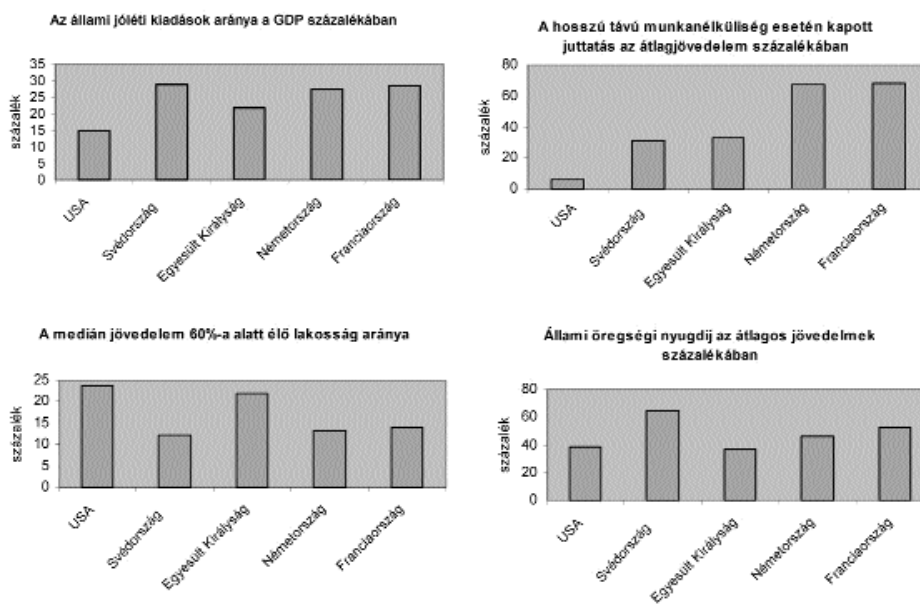 Az állami jóléti kiadások aránya a GDP százalékában
százalék
35
30
25
20
15
10
5
0
USA
Svédország
Egyesült Királyság
Németország
Franciaország
A hosszú távú munkanélküliség esetén kapott
juttatás az átlagjövedelem százalékában
százalék
80
60
40
20
0
USA
Svédország
Egyesült Királyság
Németország
Franciaország
A medián jövedelem 60%-a alatt élő lakosság aránya
százalék
25
20
15
10
5
0
USA
Svédország
Egyesült Királyság
Németország
Franciaország
Állami öregségi nyugdij az átlagos jövedelmek
százalékában
százalék
80
60
40
20
0
USA
Svédország
Egyesült Királyság
Németország
Franciaország